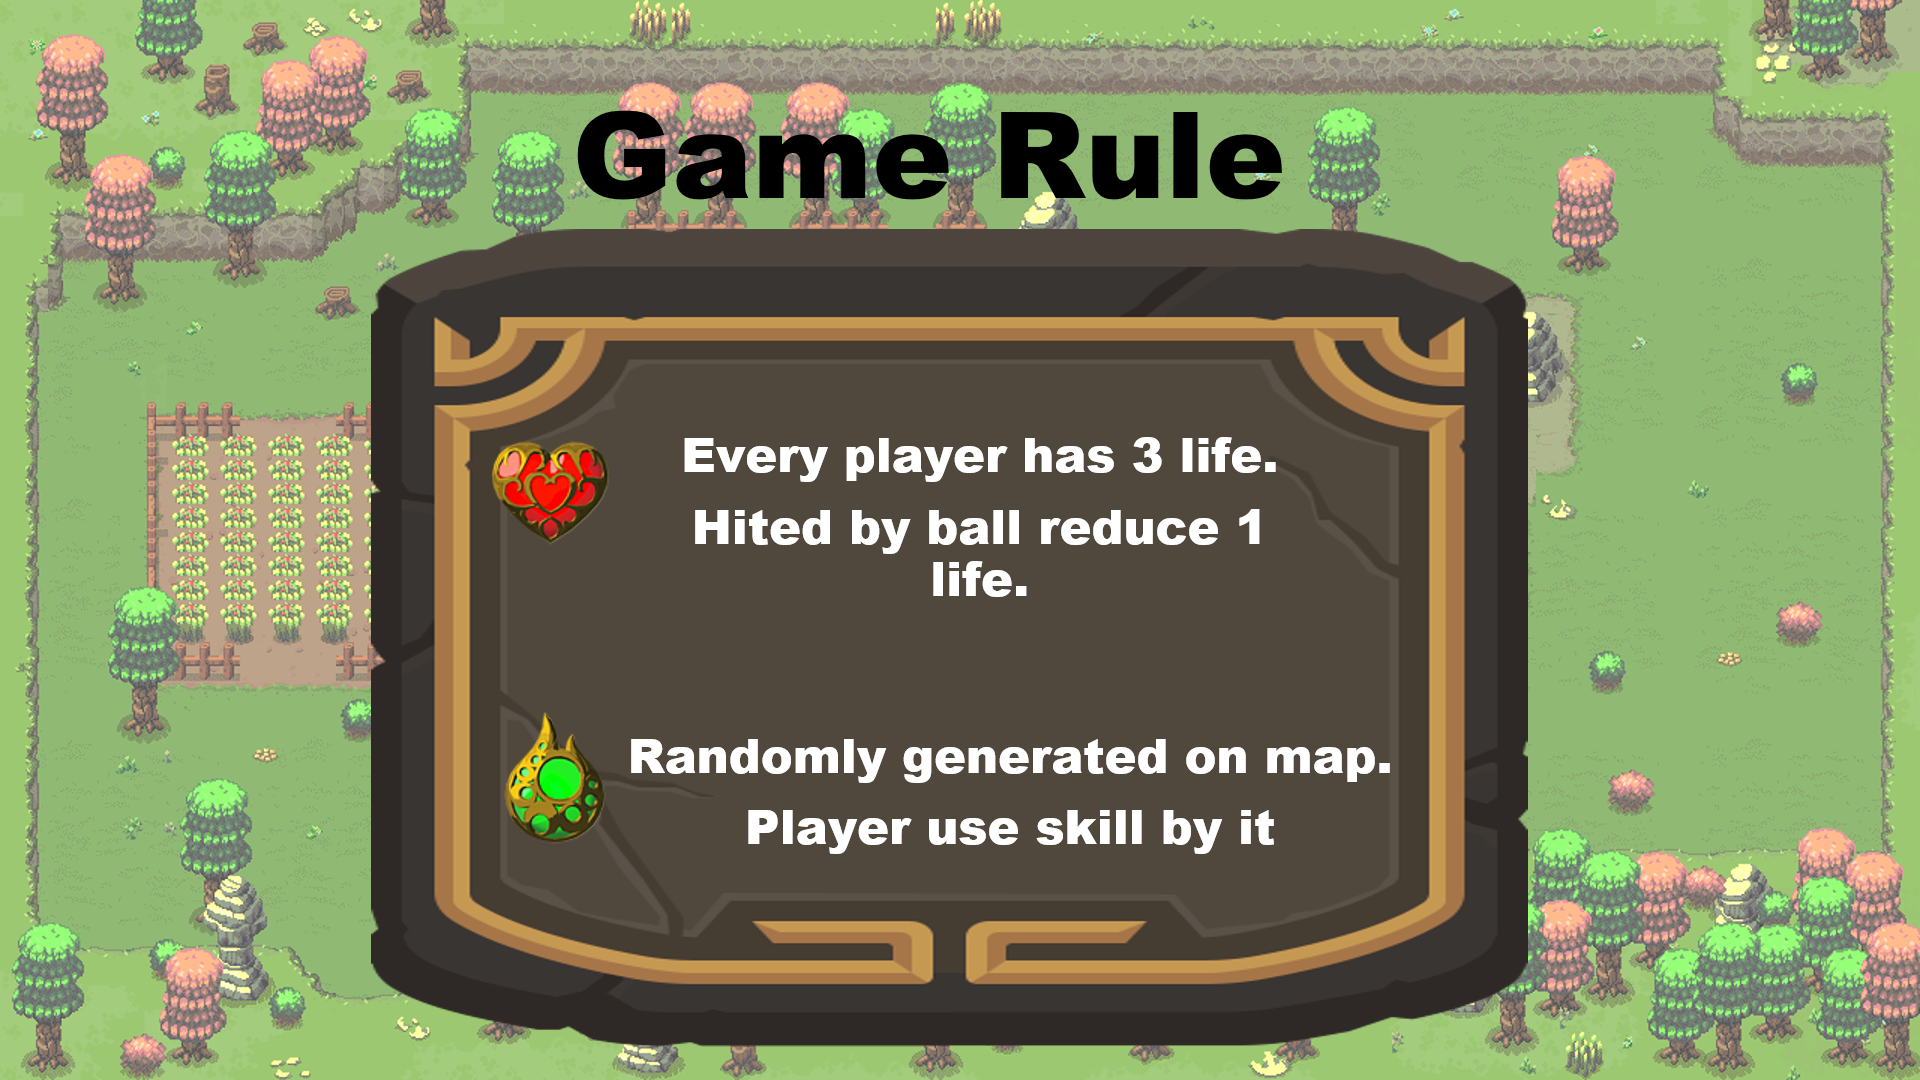 Game Rule
Every player has 3 life.
Hited by ball reduce 1
life.
Randomly generated on map.
Player use skill by it